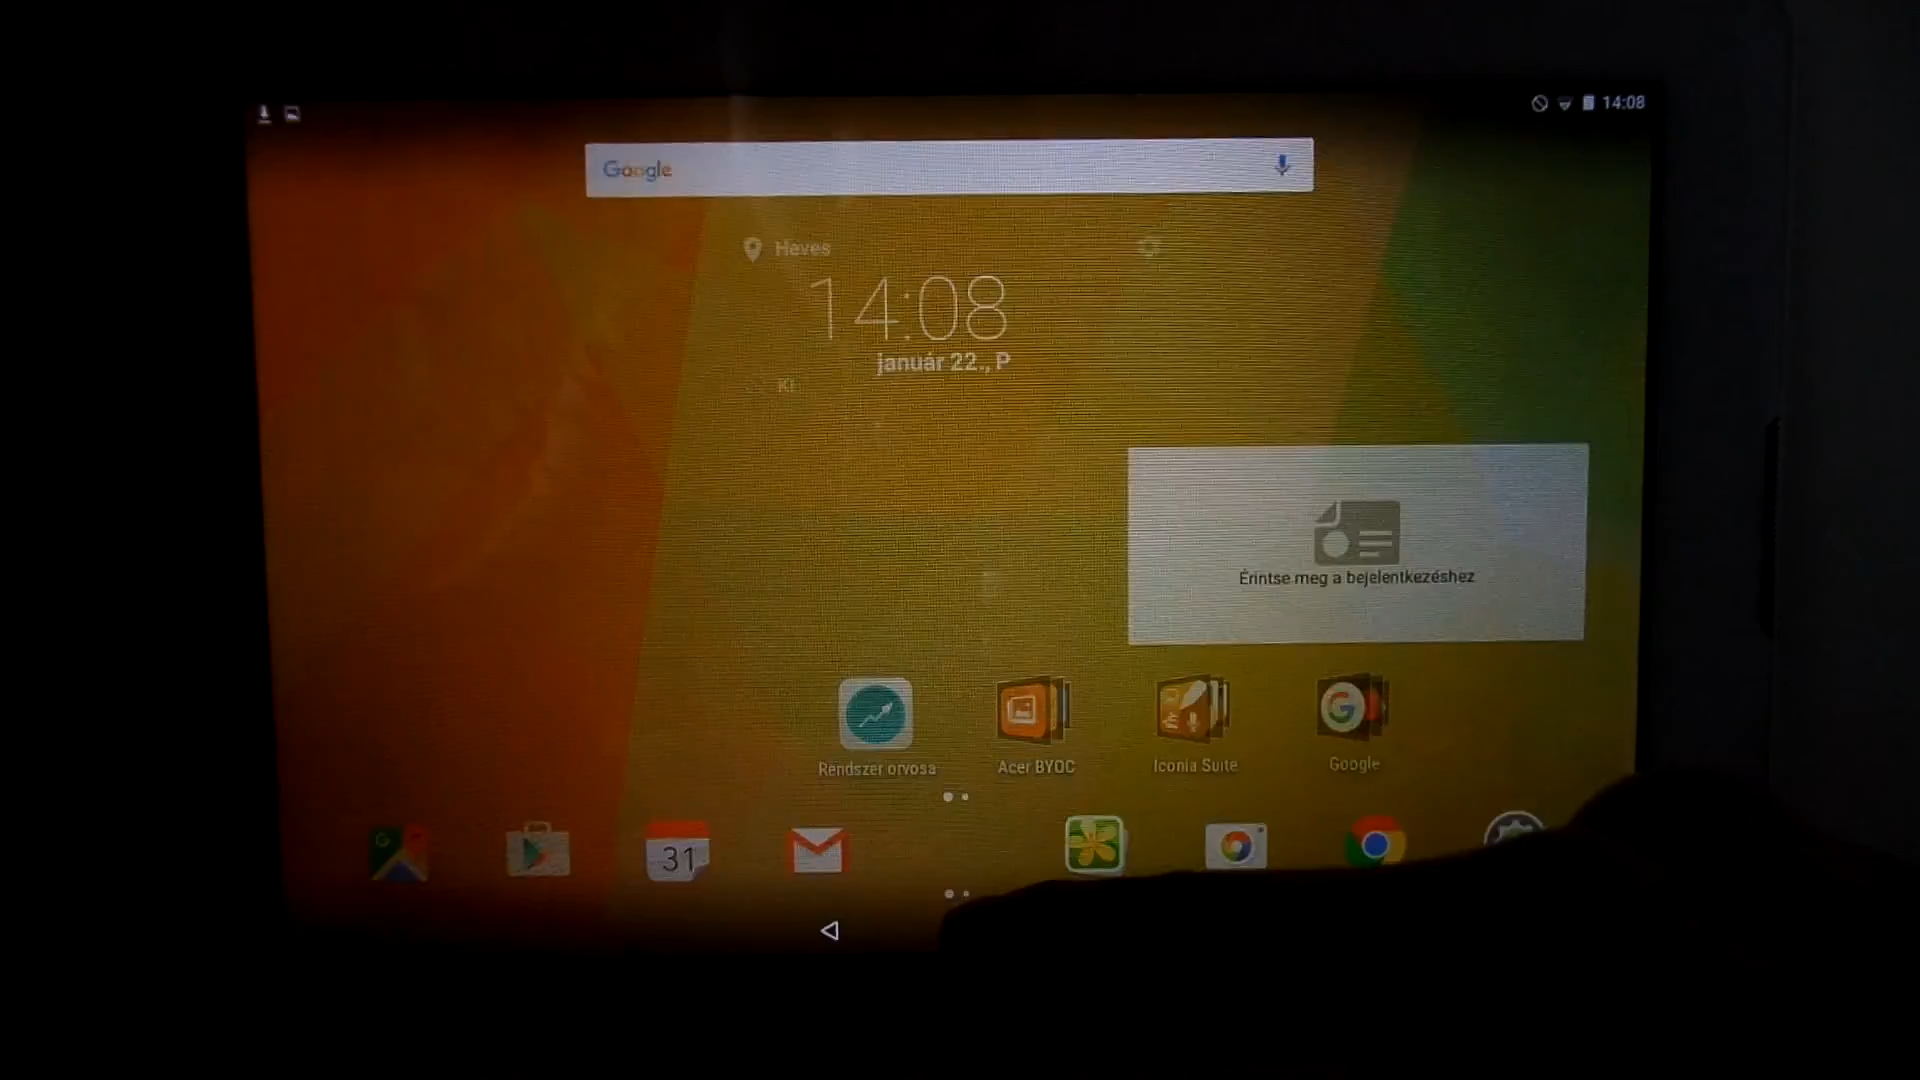 14:08
Google
Heves
14:08
január 22., P
KI
Érintse meg a bejelentkezéshez
Rendszer orvosa
Acer BYOC
Iconia Suite
Google
31